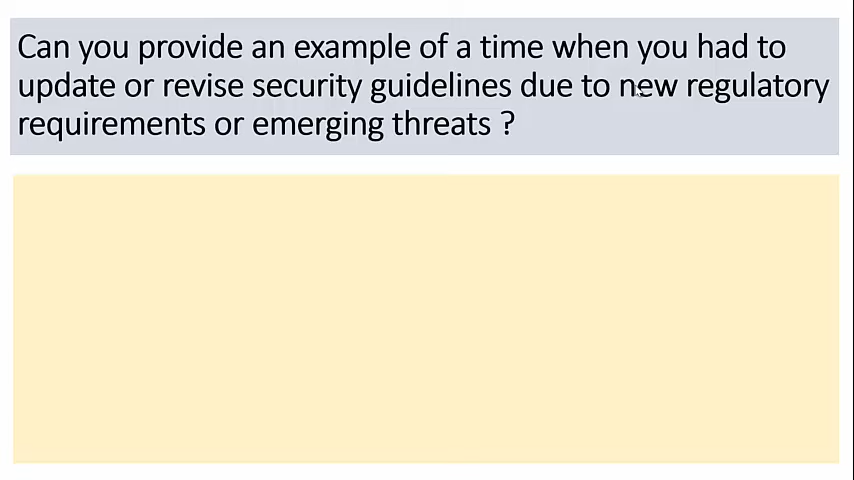 Can you provide an example of a time when you had to
update or revise security guidelines due to new regulatory
requirements or emerging threats ?